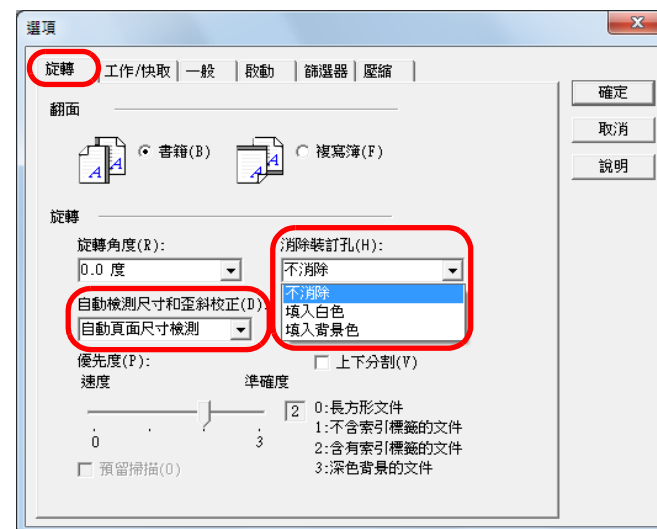 選項
旋轉 工作/快取 一般 啟動 篩選器 壓縮
確定
取消
說明
翻面
書籍(B) 複寫簿(F)
旋轉
旋轉角度(R): 消除裝訂孔(H):
0.0 度 不消除
不消除
填入白色
填入背景色
自動檢測尺寸和歪斜校正(D):
自動頁面尺寸檢測
優先度(P): 上下分割(V)
速度 準確度
0 3
2
0:長方形文件
1:不含索引標籤的文件
2:含有索引標籤的文件
3:深色背景的文件
預留掃描(O)